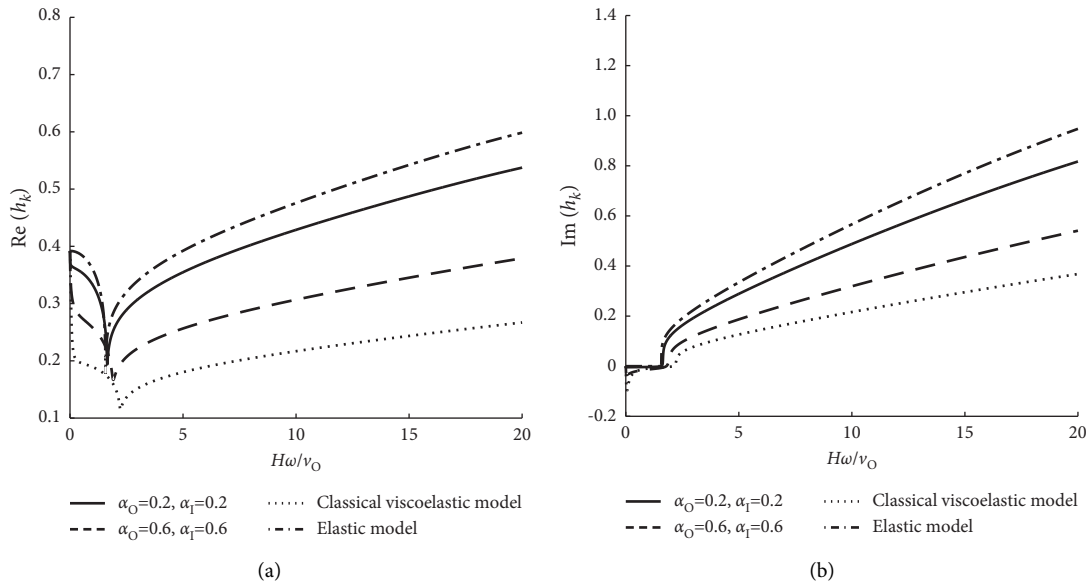 0.8
0.7
0.6
0.5
0.4
0.3
0.2
0.1
Re (h_k)
0 5 10 15 20
Hω/v_O
α_O=0.2, α_I=0.2
α_O=0.6, α_I=0.6
Classical viscoelastic model
Elastic model
(a)
1.4
1.2
1.0
0.8
0.6
0.4
0.2
0
-0.2
Im (h_k)
0 5 10 15 20
Hω/v_O
α_O=0.2, α_I=0.2
α_O=0.6, α_I=0.6
Classical viscoelastic model
Elastic model
(b)